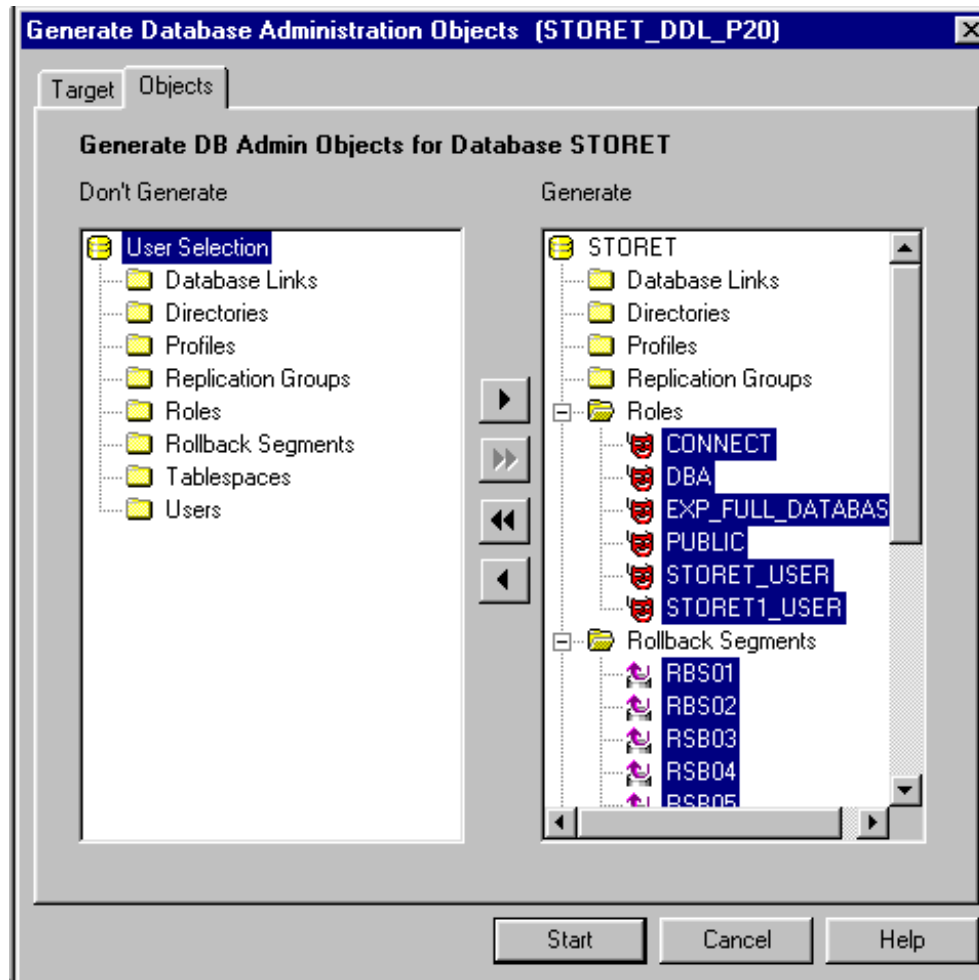 Generate Database Administration Objects (STORET_DDL_P20)
Target
Objects
Generate DB Admin Objects for Database STORET
Don't Generate
Generate
User Selection
Database Links
Directories
Profiles
Replication Groups
Roles
Rollback Segments
Tablespaces
Users
STORET
Database Links
Directories
Profiles
Replication Groups
Roles
CONNECT
DBA
EXP_FULL_DATABAS
PUBLIC
STORET_USER
STORET1_USER
Rollback Segments
RBS01
RBS02
RSB03
RSB04
RSB05
Start
Cancel
Help